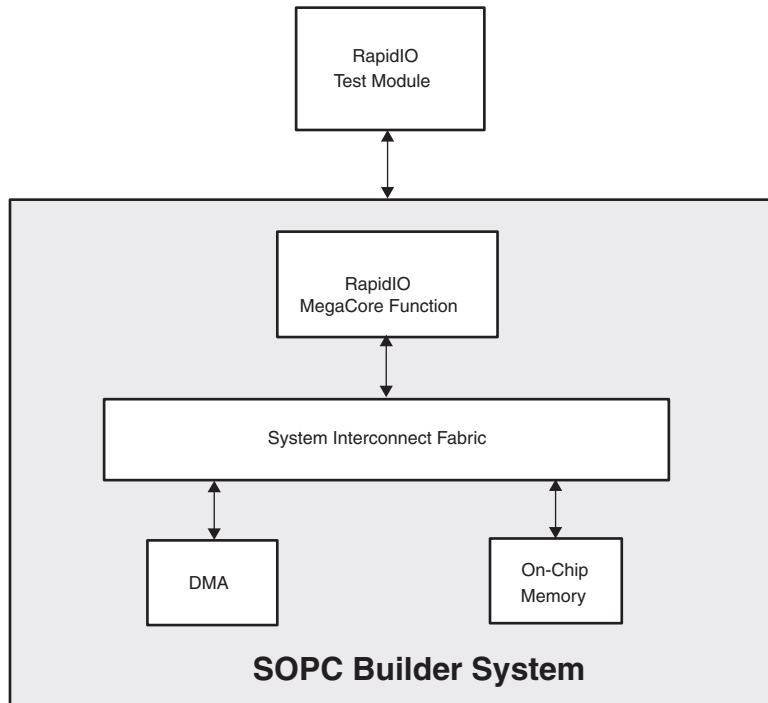 RapidIO
Test Module
RapidIO
MegaCore Function
System Interconnect Fabric
DMA
On-Chip
Memory
SOPC Builder System